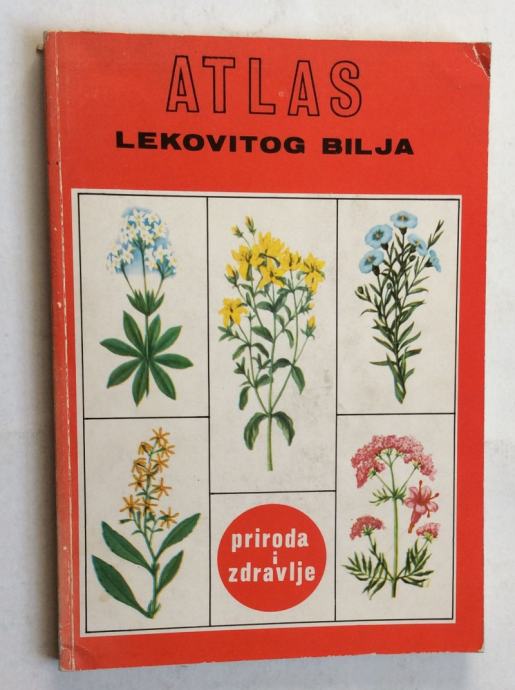 ATLAS
LEKOVITOG BILJA
priroda
i
zdravlje